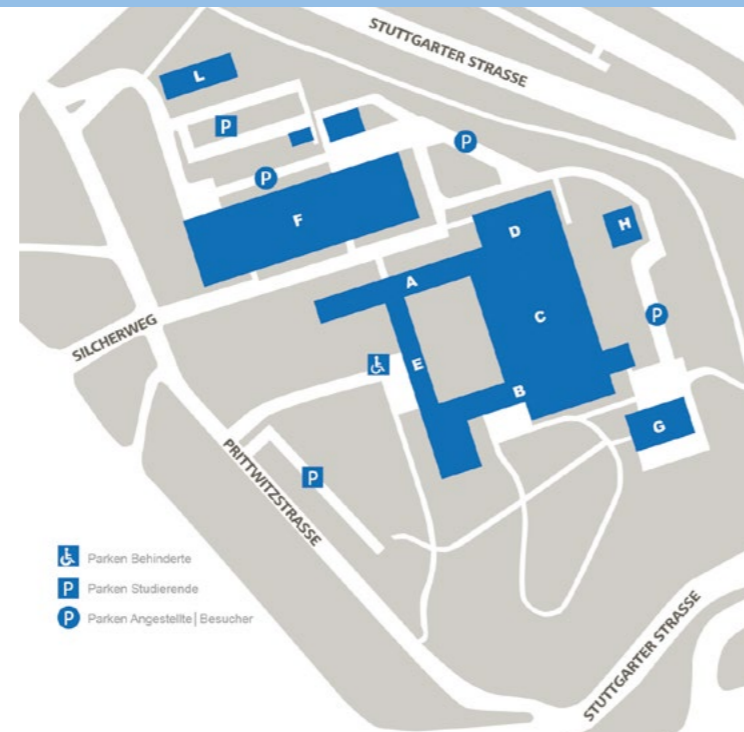 STUTTGARTER STRASSE
L
P
P
P
F
D
H
A
C
P
SILCHERWEG
E
B
G
PRITTWITZSTRASSE
P
Parken Behinderte
P Parken Studierende
P Parken Angestellte | Besucher
STUTTGARTER STRASSE